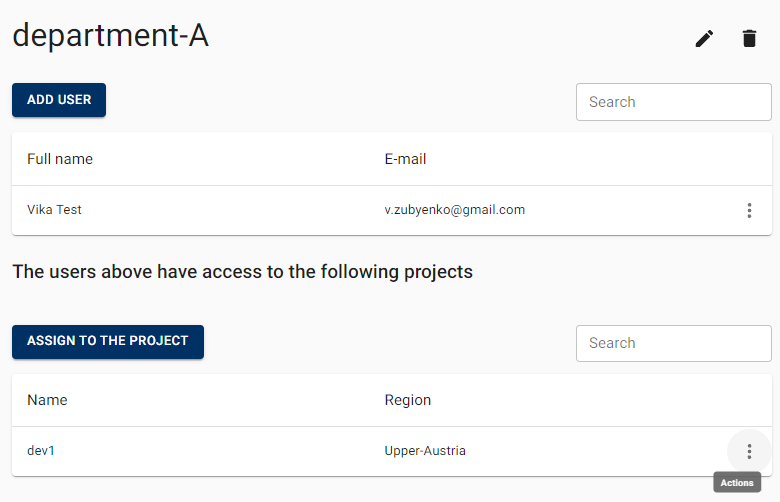 department-A
ADD USER
Search
Full name E-mail
Vika Test v.zubyenko@gmail.com
The users above have access to the following projects
ASSIGN TO THE PROJECT
Search
Name Region
dev1 Upper-Austria
Actions